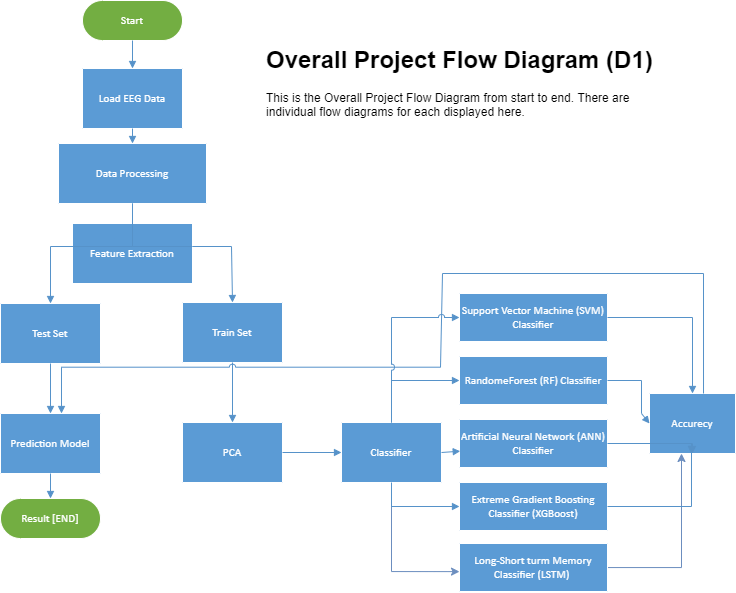 Start
Overall Project Flow Diagram (D1)
This is the Overall Project Flow Diagram from start to end. There are
individual flow diagrams for each displayed here.
Load EEG Data
Data Processing
Feature Extraction
Test Set
Train Set
Support Vector Machine (SVM)
Classifier
RandomeForest (RF) Classifier
Accurecy
Artificial Neural Network (ANN)
Classifier
Prediction Model
PCA
Classifier
Extreme Gradient Boosting
Classifier (XGBoost)
Result [END]
Long-Short turm Memory
Classifier (LSTM)